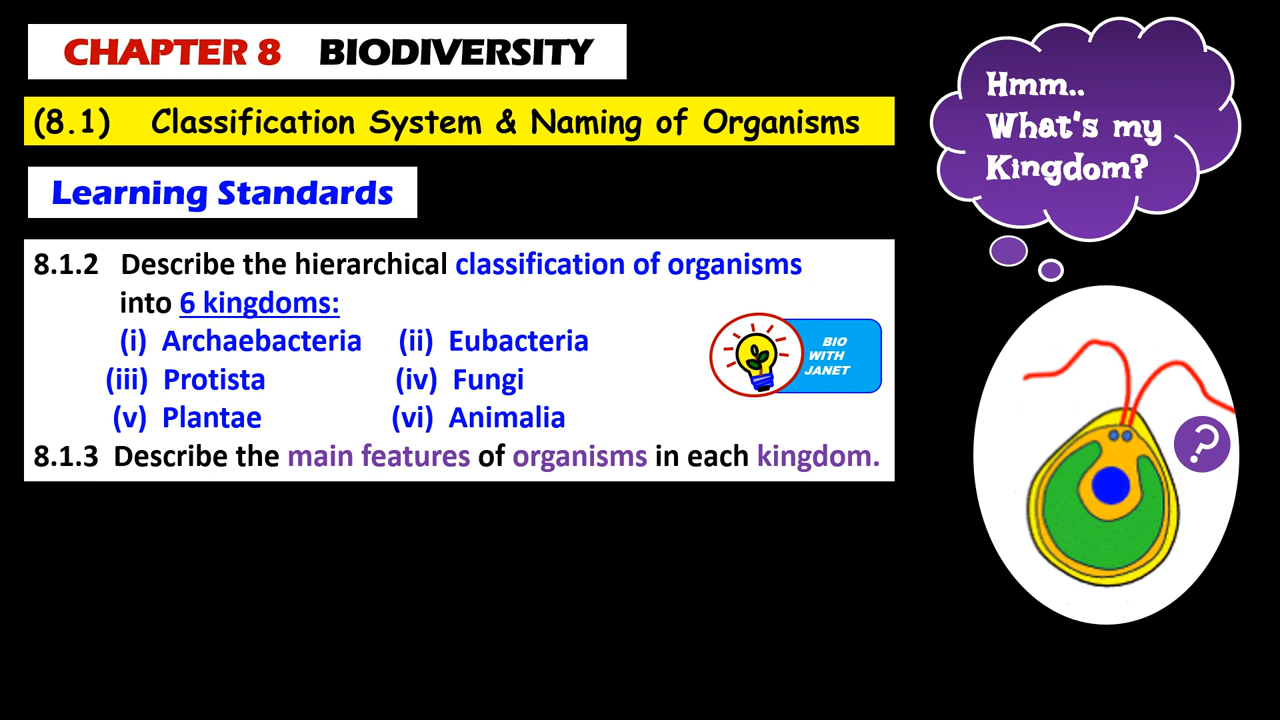 CHAPTER 8 BIODIVERSITY
(8.1) Classification System & Naming of Organisms
Learning Standards
8.1.2 Describe the hierarchical classification of organisms
into 6 kingdoms:
(i) Archaebacteria (ii) Eubacteria
(iii) Protista (iv) Fungi
(v) Plantae (vi) Animalia
8.1.3 Describe the main features of organisms in each kingdom.
BIO
WITH
JANET
Hmm..
What's my
Kingdom?
?